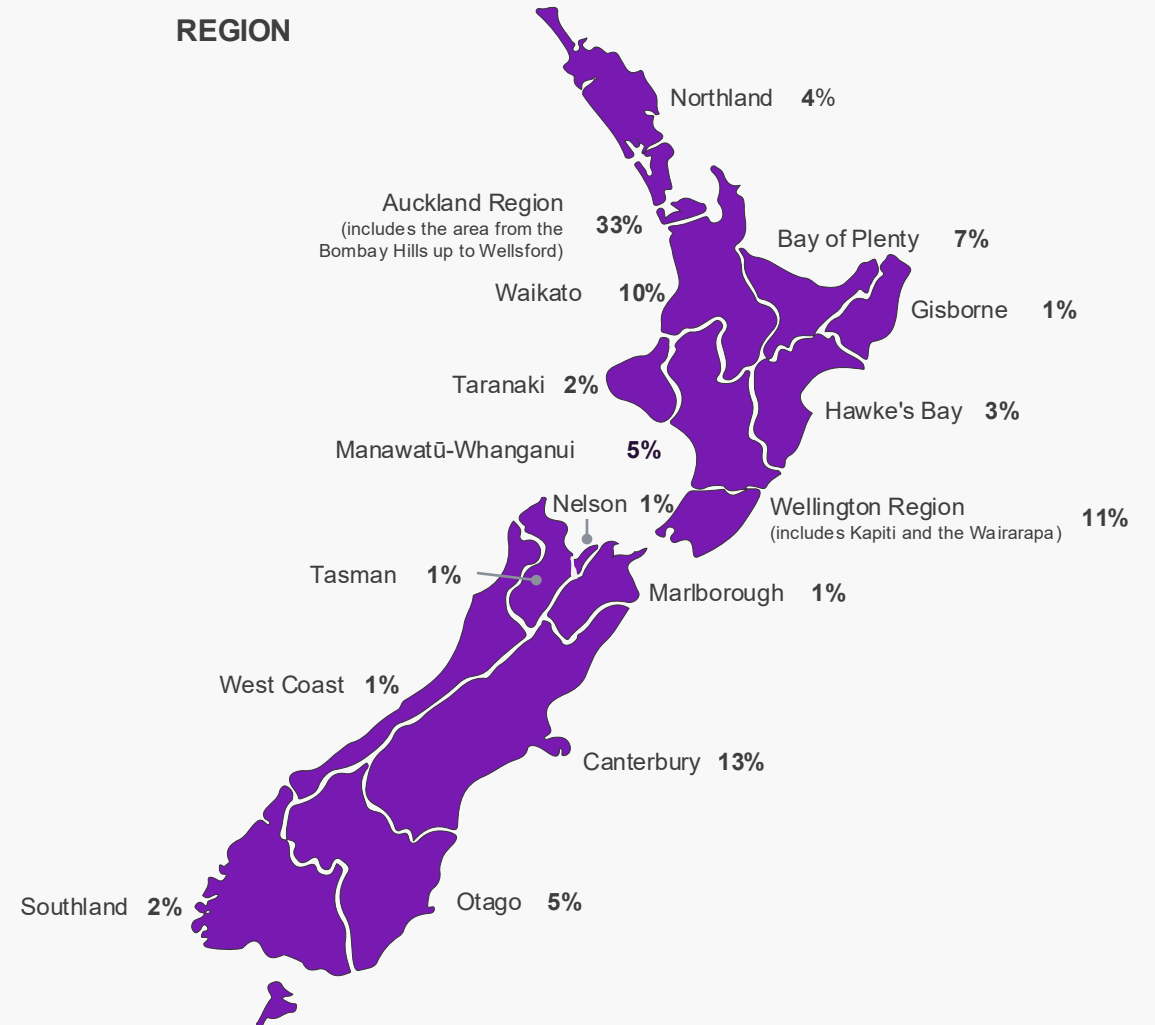 REGION
Northland 4%
Auckland Region
(includes the area from the
Bombay Hills up to Wellsford)
33%
Bay of Plenty 7%
Waikato 10%
Gisborne 1%
Taranaki 2%
Hawke's Bay 3%
Manawatū-Whanganui 5%
Nelson 1%
Wellington Region
(includes Kapiti and the Wairarapa)
11%
Tasman 1%
Marlborough 1%
West Coast 1%
Canterbury 13%
Southland 2%
Otago 5%